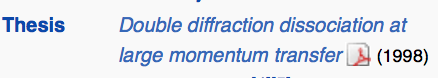 Thesis Double diffraction dissociation at
large momentum transfer (1998)